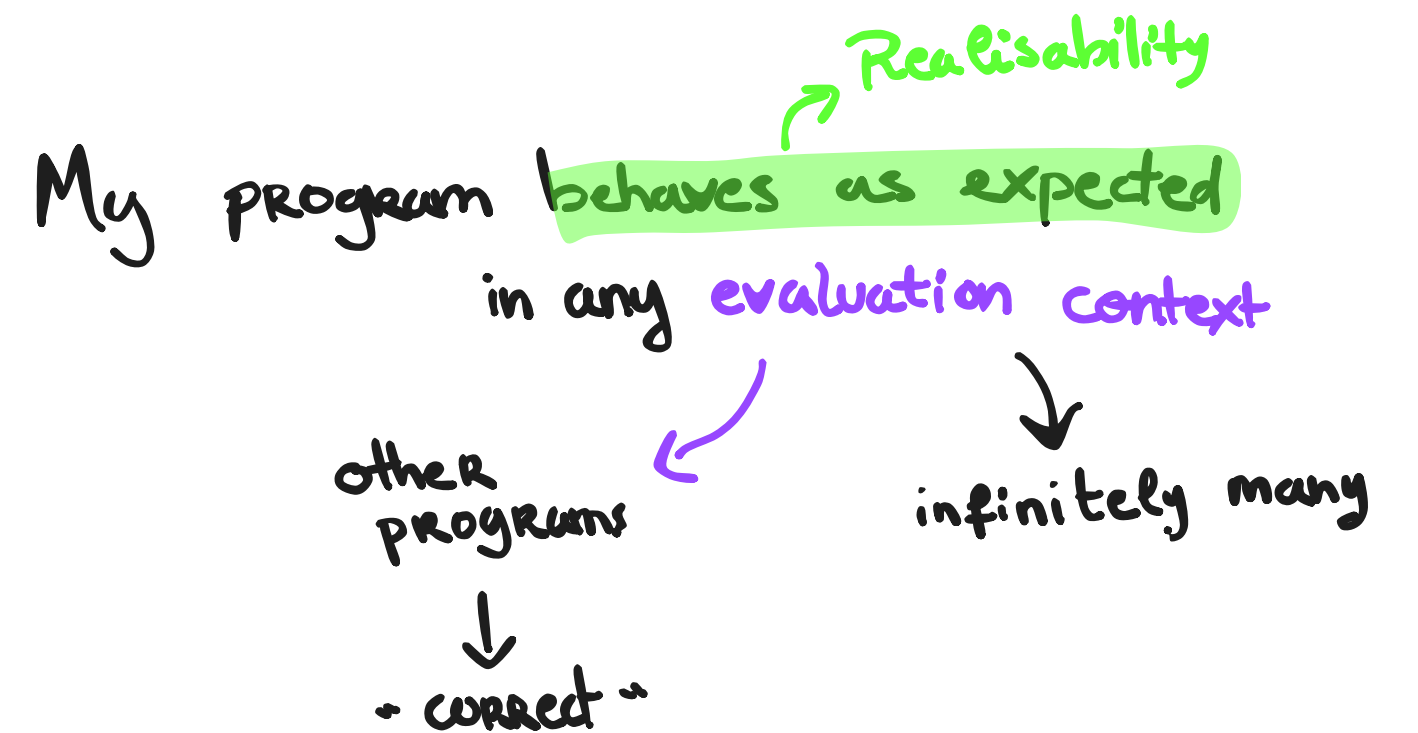 Realisability
My program behaves as expected
in any evaluation context
other
programs
infinitely many
"correct"